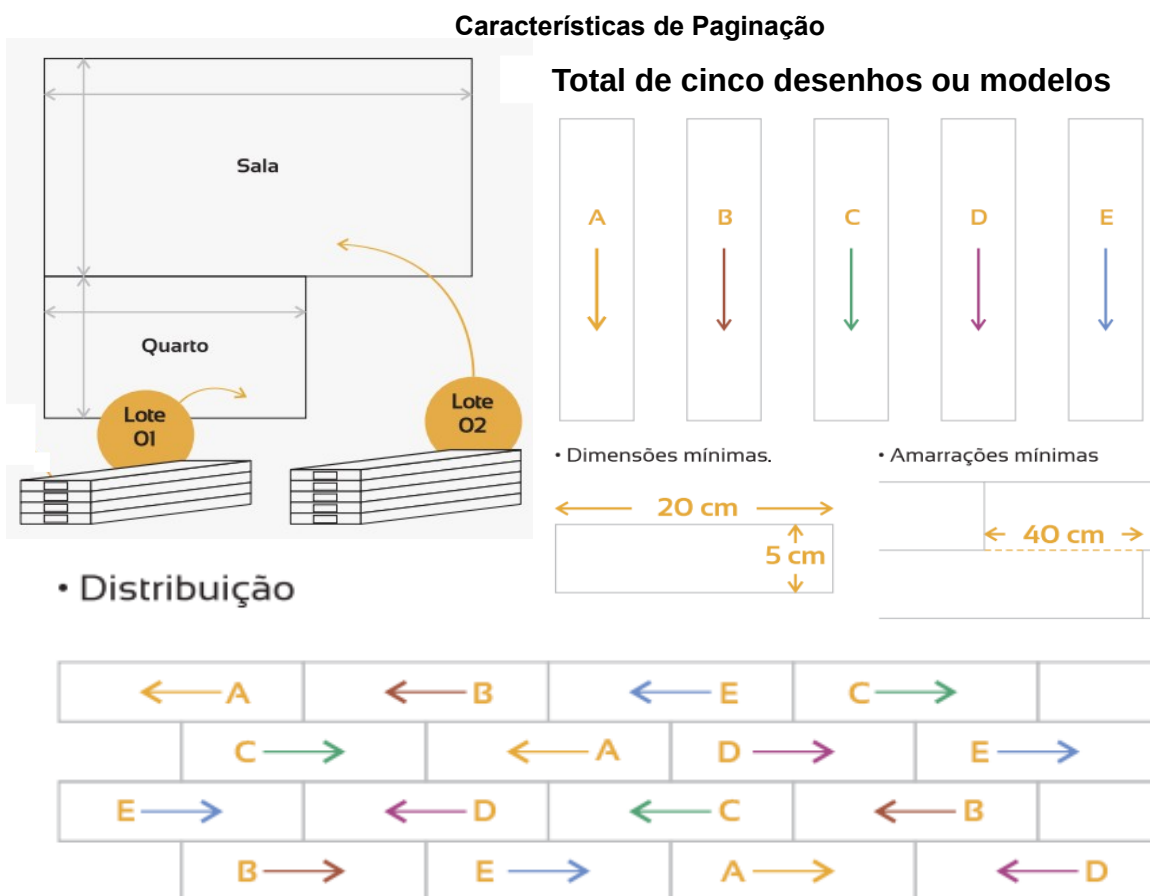 Características de Paginação
Total de cinco desenhos ou modelos
Sala
Quarto
Lote
01
Lote
02
A B C D E
• Dimensões mínimas.
20 cm
5 cm
• Amarrações mínimas
40 cm
• Distribuição
A B E C
C A D E
E D C B
B E A D